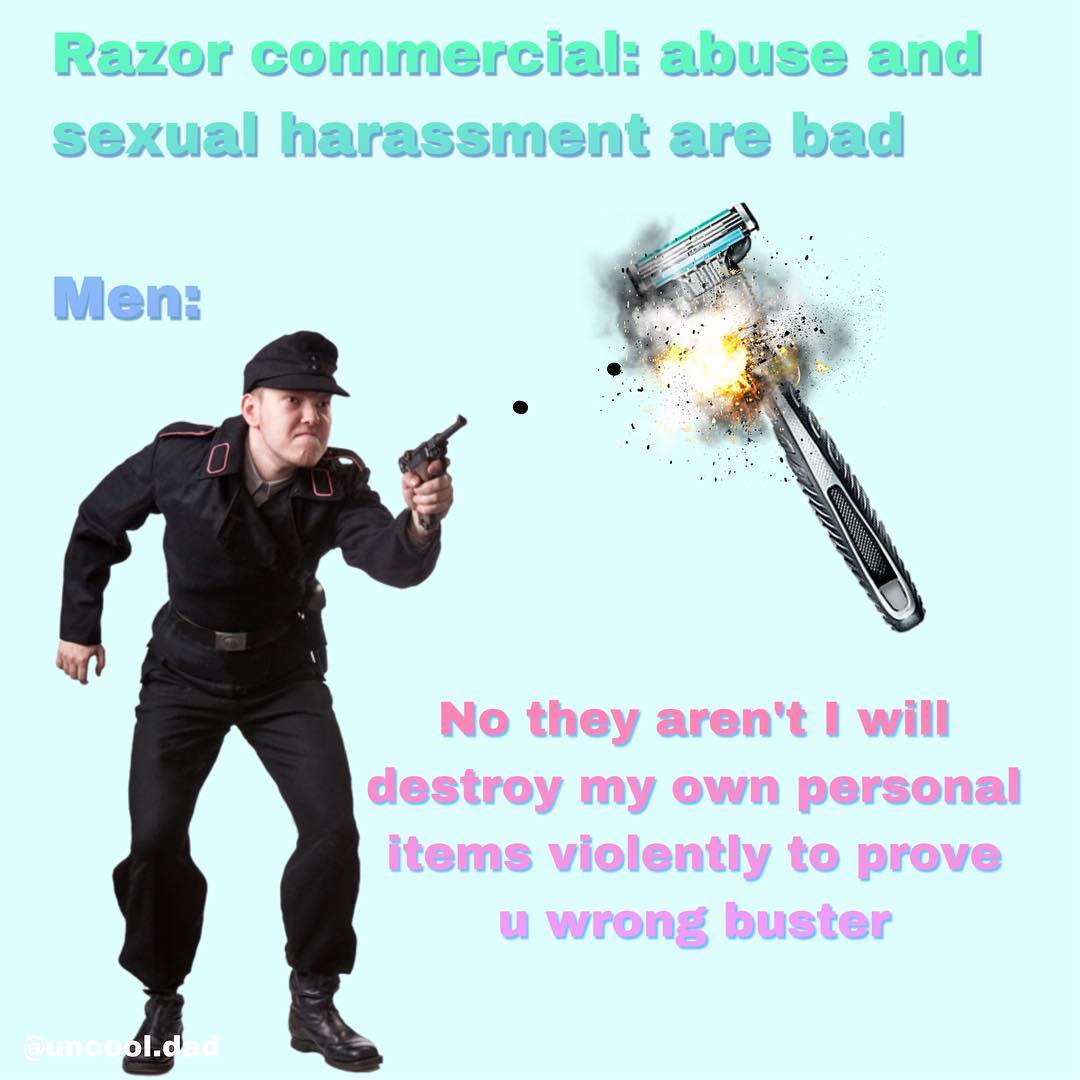 Razor commercial: abuse and
sexual harassment are bad
Men:
No they aren't I will
destroy my own personal
items violently to prove
u wrong buster
@uncool.dad